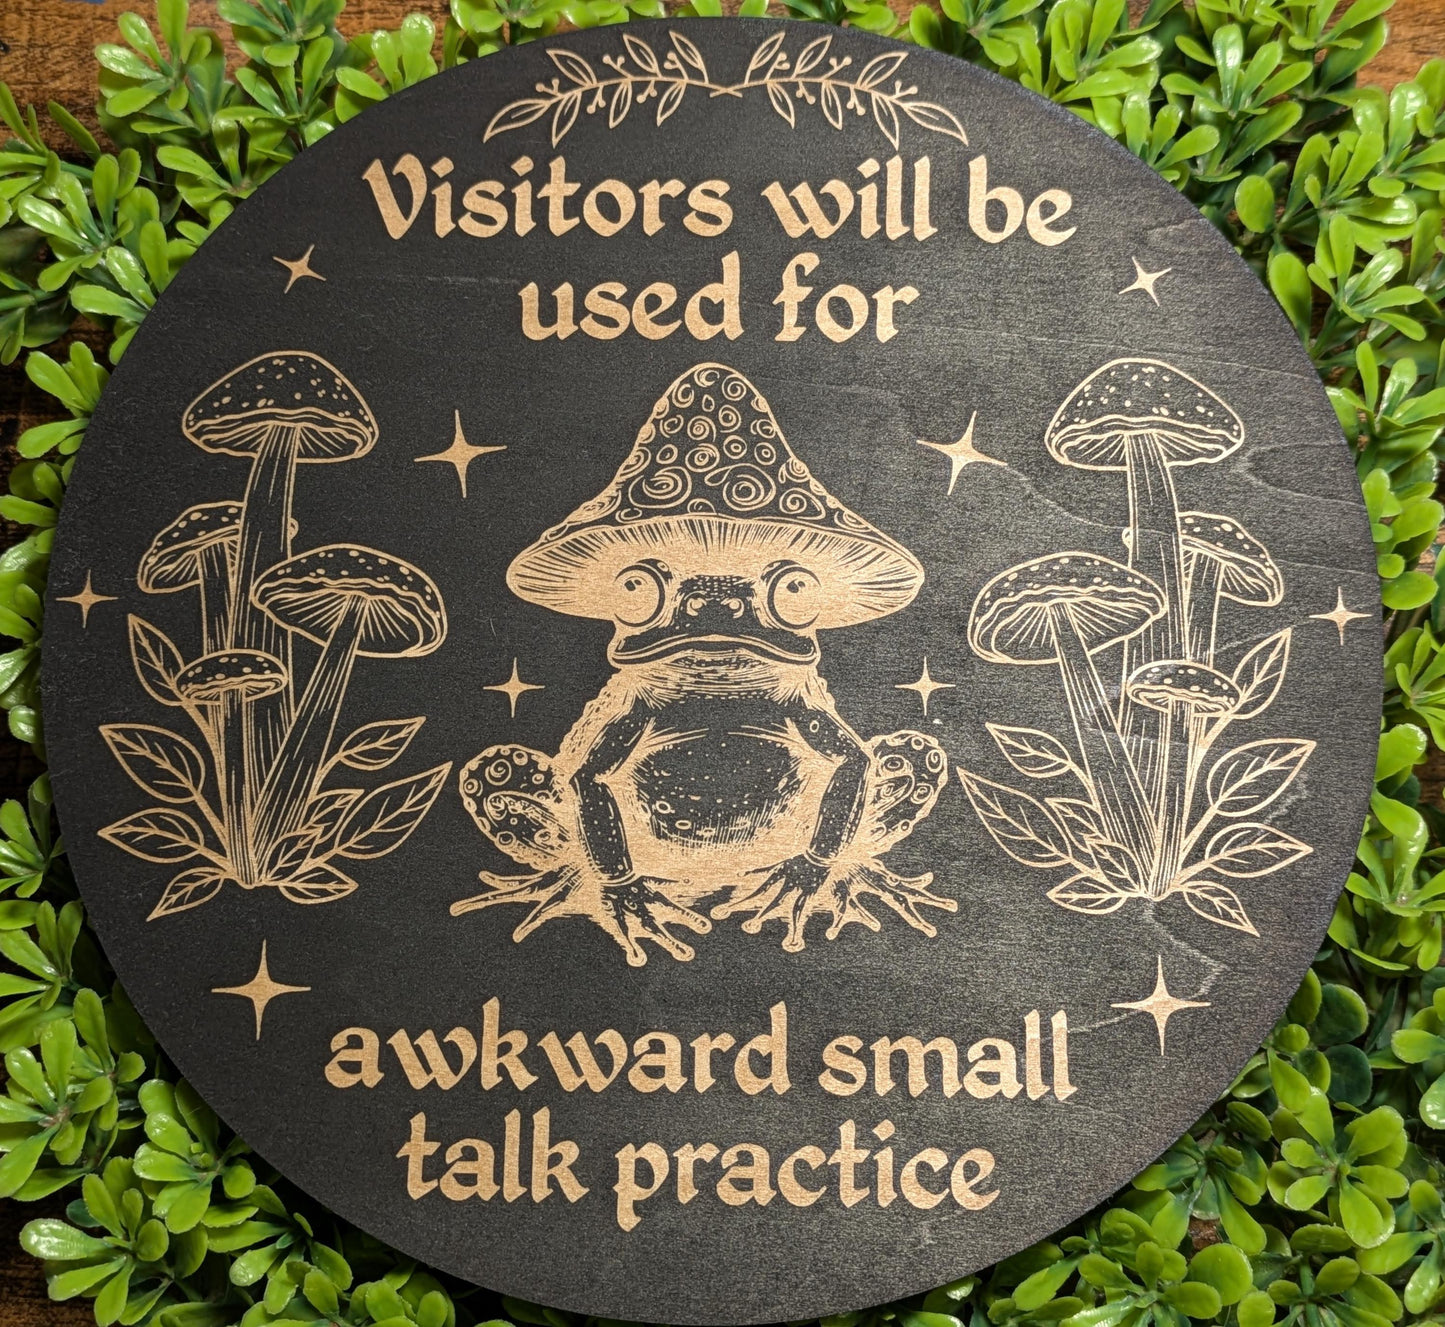 Visitors will be
used for
awkward small
talk practice